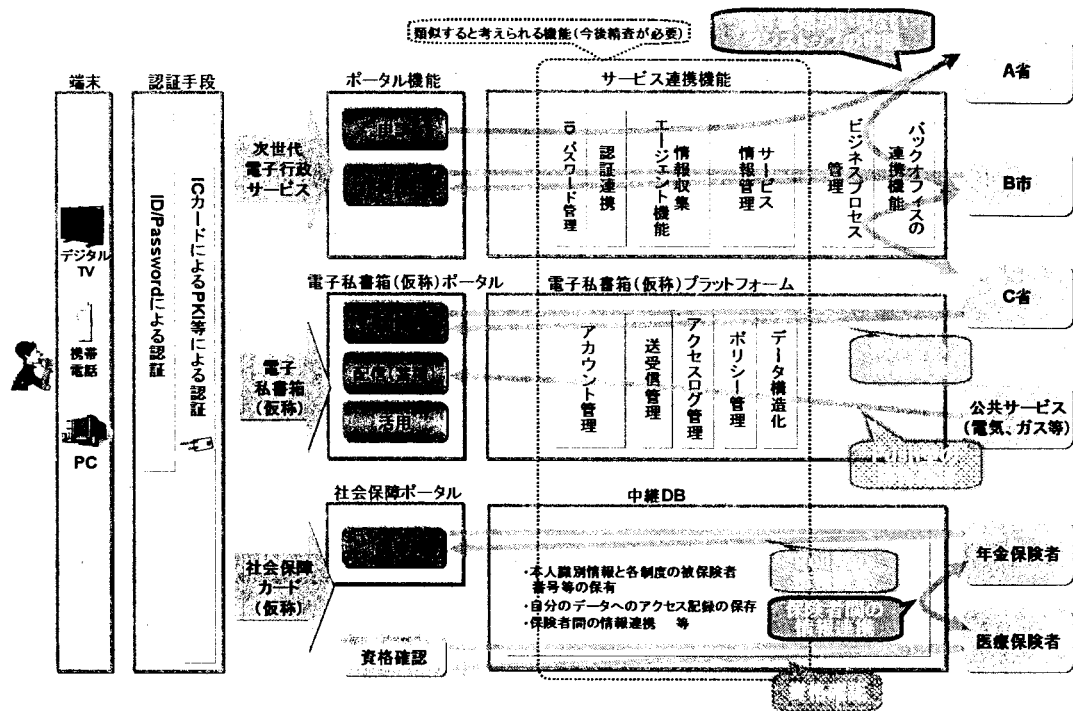 類似すると考えられる機能(今後精査が必要)
端末
認証手段
ポータル機能
サービス連携機能
A省
次世代
電子行政
サービス
ID/パスワード管理
認証連携
エージェント機能
情報収集
情報管理
サービス
ビジネスプロセス
管理
バックオフィスの
連携機能
B市
C省
デジタル
TV
携帯
電話
PC
ID/Passwordによる認証
ICカードによるPKI等による認証
電子私書箱(仮称)ポータル
電子私書箱(仮称)プラットフォーム
電子
私書箱
(仮称)
活用
アカウント管理
送受信管理
アクセスログ管理
ポリシー管理
データ構造化
公共サービス
(電気、ガス等)
社会保障ポータル
中継DB
社会保障
カード
(仮称)
・本人識別情報と各制度の被保険者
番号等の保有
・自分のデータへのアクセス記録の保存
・保険者間の情報連携 等
年金保険者
医療保険者
資格確認